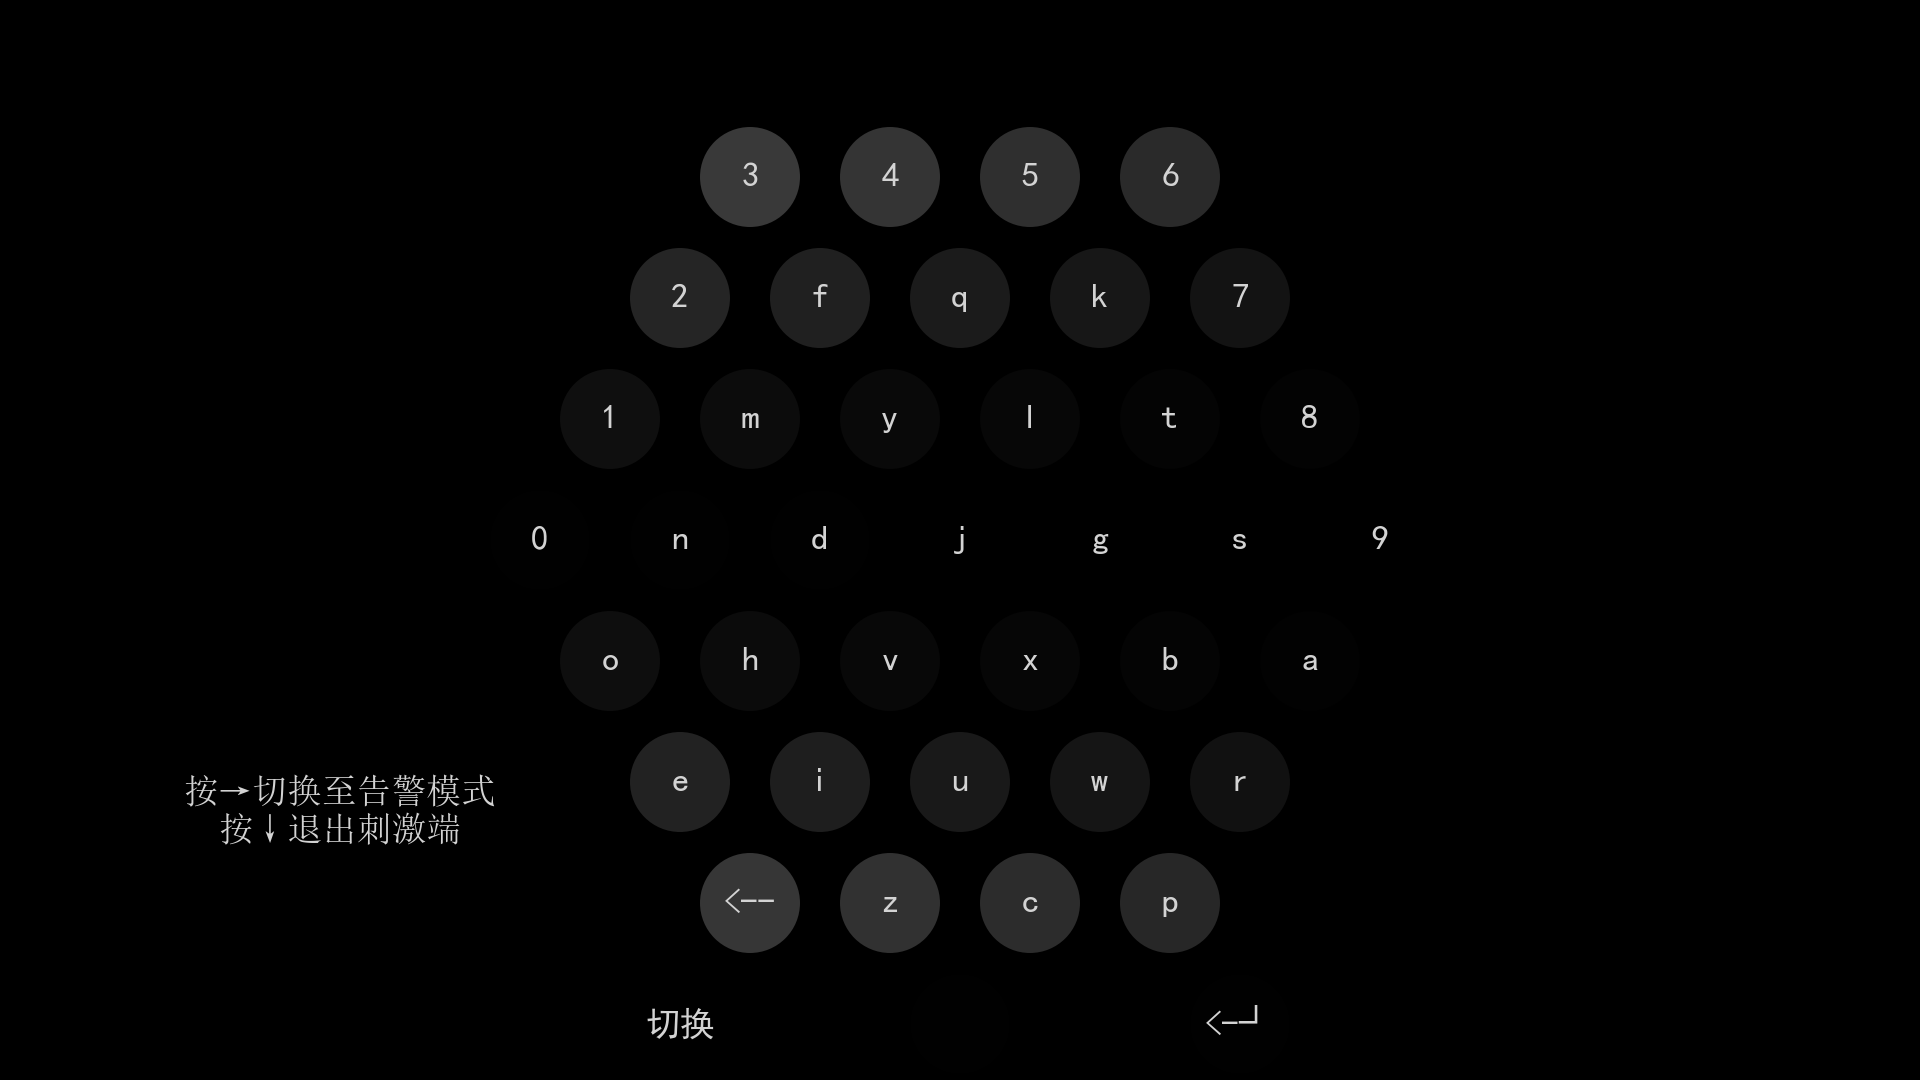 3 4 5 6
2 f q k 7
1 m y l t 8
0 n d j g s 9
o h v x b a
e i u w r
按→切换至告警模式
按↓退出刺激端
<-- z c p
切换 <-┘